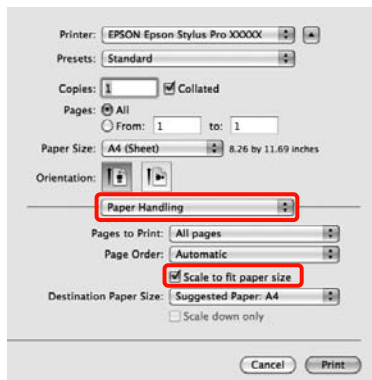 Printer: EPSON Epson Stylus Pro XXXXX
Presets: Standard
Copies: 1 Collated
Pages: All
From: 1 to: 1
Paper Size: A4 (Sheet) 8.26 by 11.69 inches
Orientation:
Paper Handling
Pages to Print: All pages
Page Order: Automatic
Scale to fit paper size
Destination Paper Size: Suggested Paper: A4
Scale down only
Cancel Print